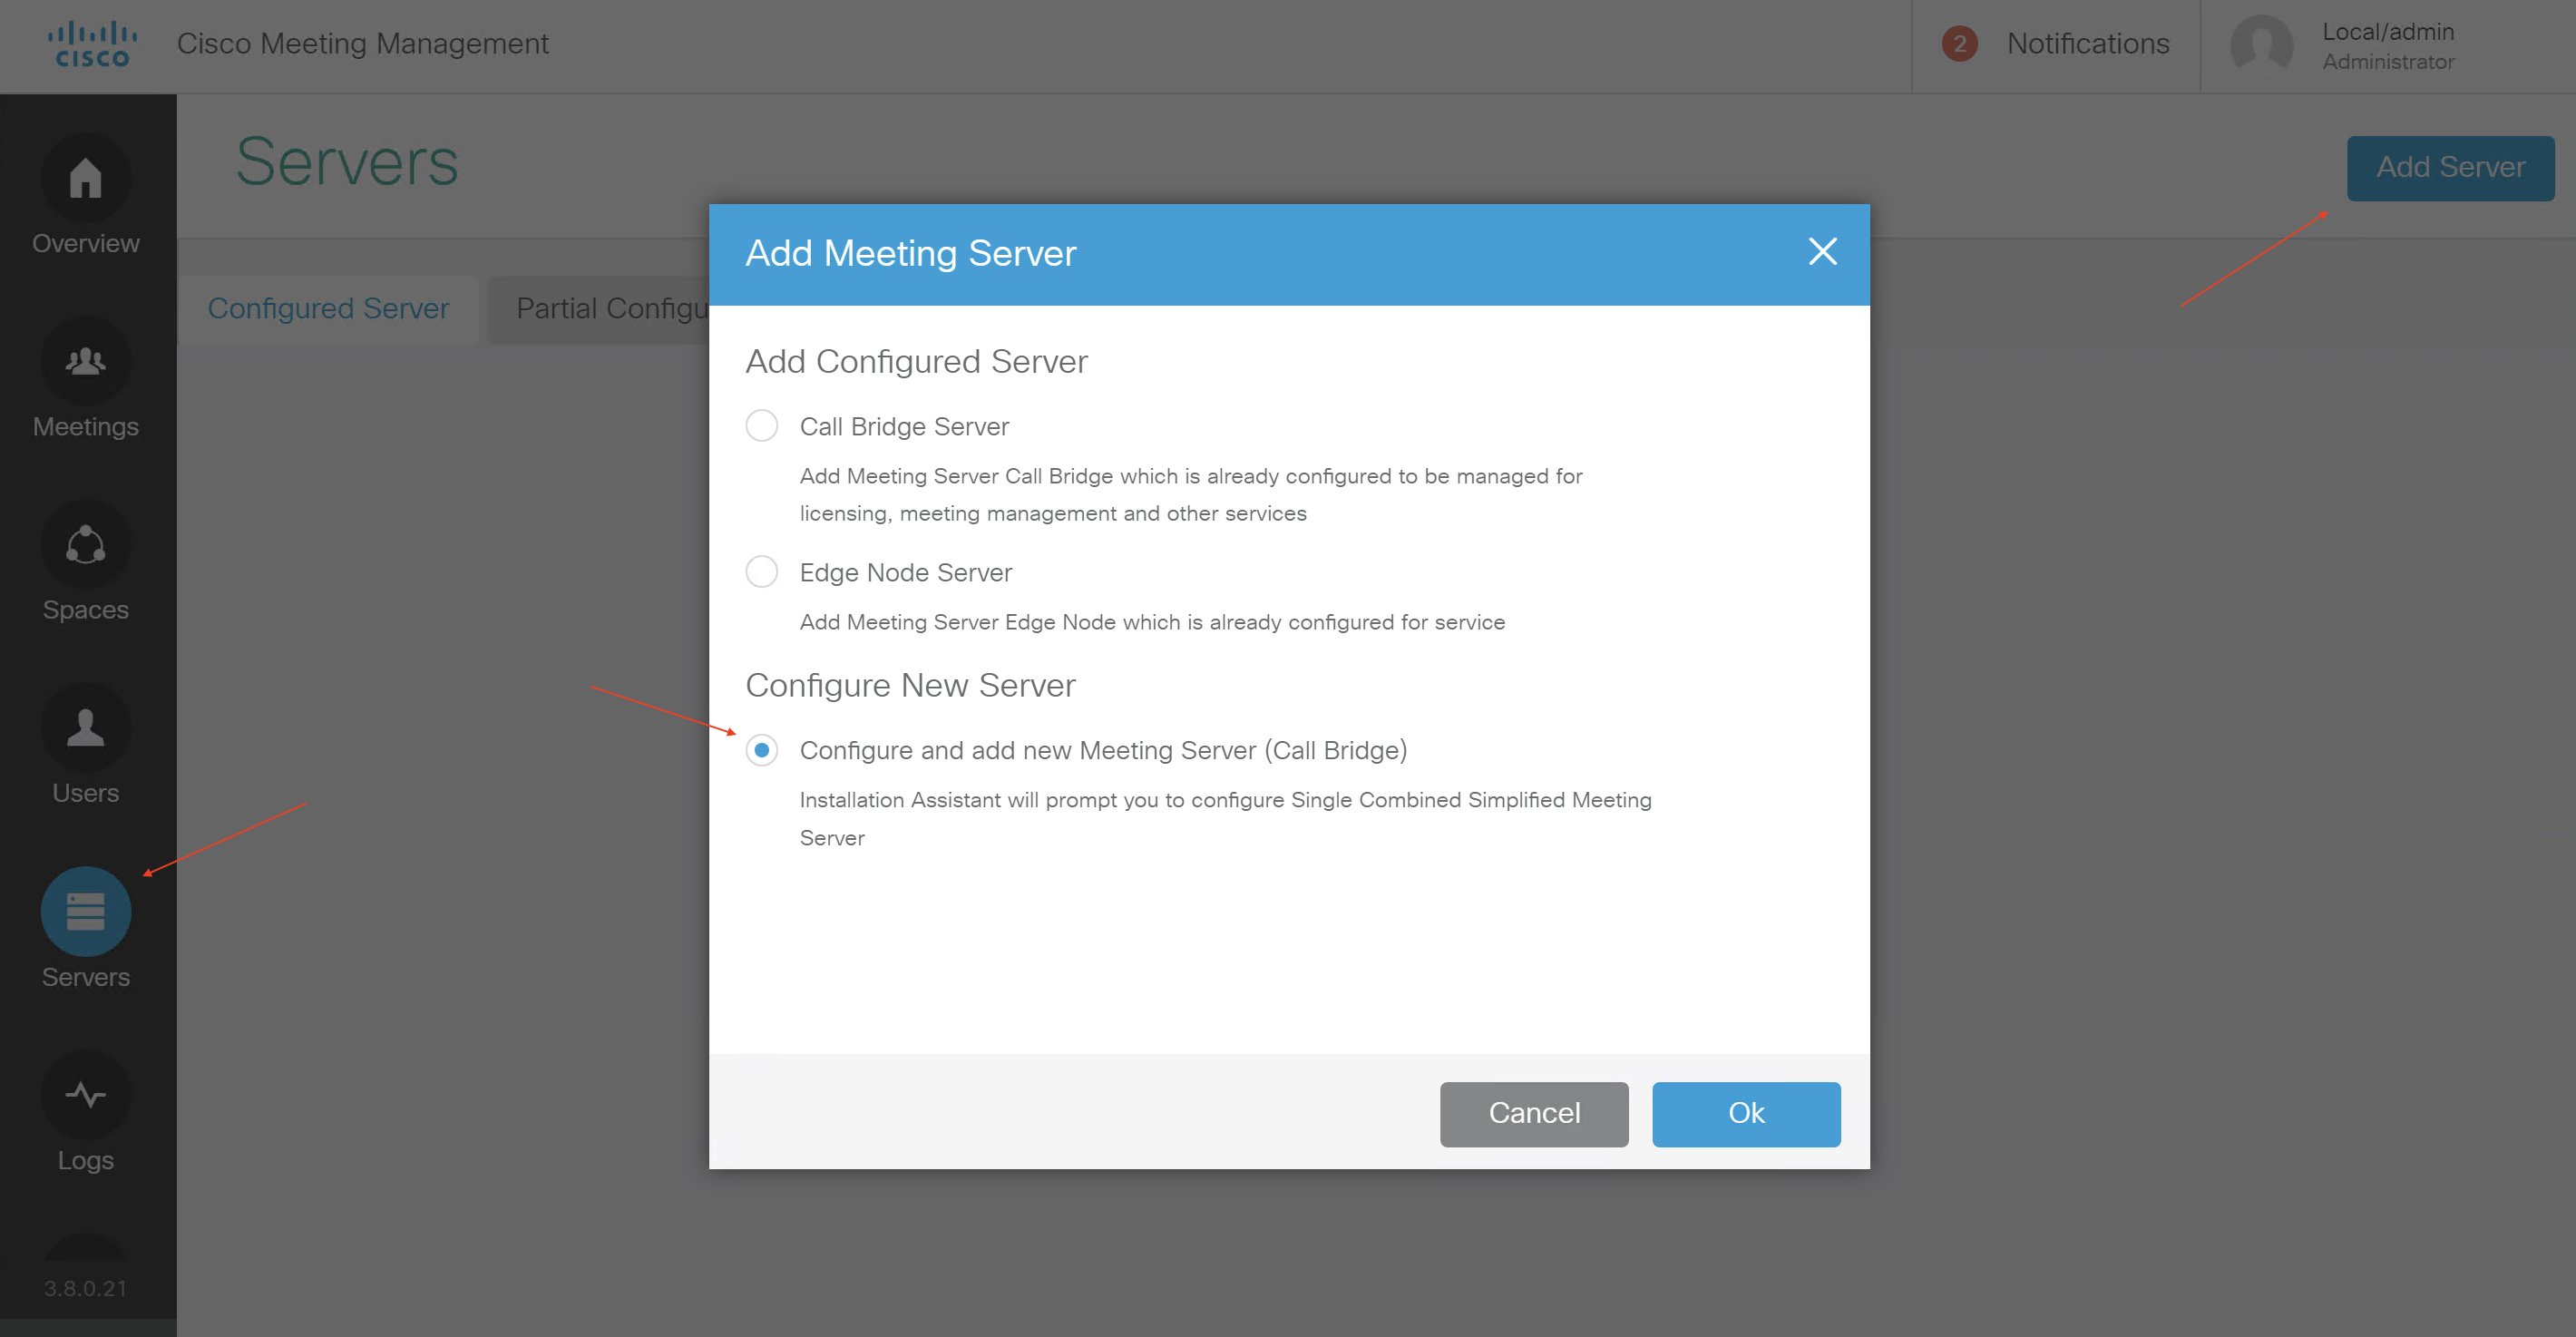 CISCO
Cisco Meeting Management
2
Notifications
Local/admin
Administrator
Overview
Meetings
Spaces
Users
Servers
Logs
3.8.0.21
Servers
Add Server
Configured Server
Partial Configu
Add Meeting Server
Add Configured Server
Call Bridge Server
Add Meeting Server Call Bridge which is already configured to be managed for
licensing, meeting management and other services
Edge Node Server
Add Meeting Server Edge Node which is already configured for service
Configure New Server
Configure and add new Meeting Server (Call Bridge)
Installation Assistant will prompt you to configure Single Combined Simplified Meeting
Server
Cancel
Ok